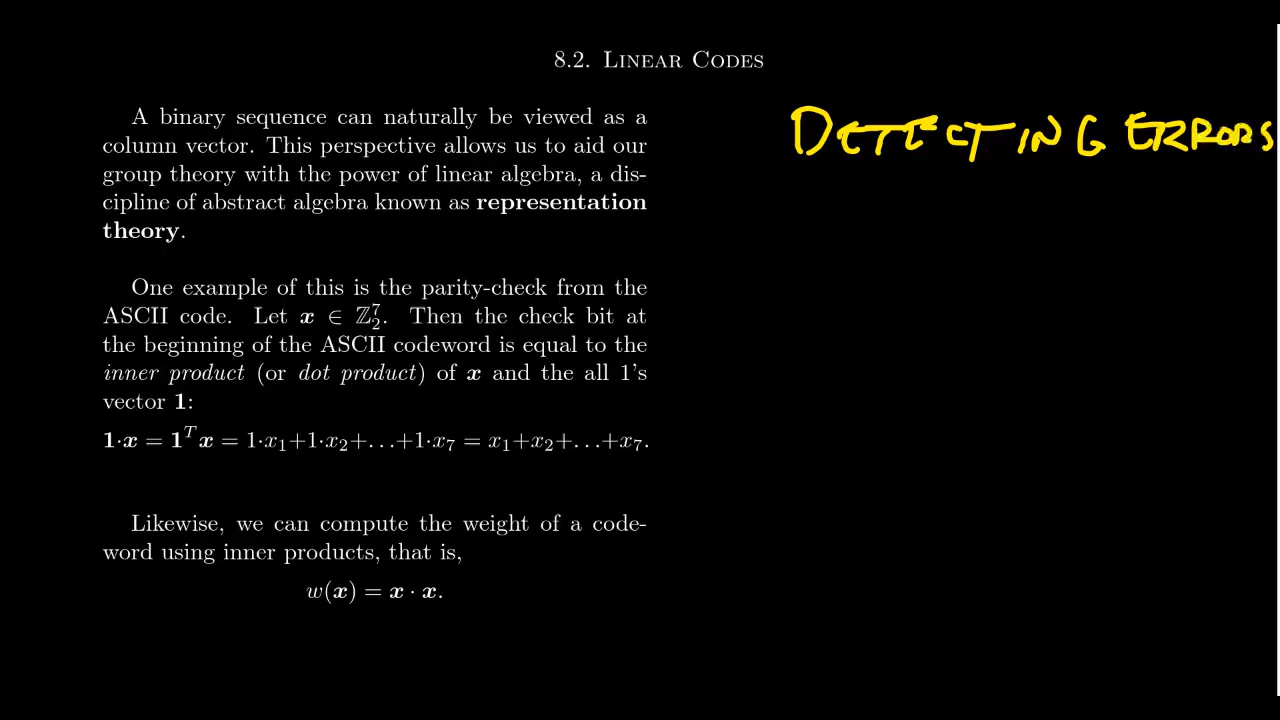 8.2. Linear Codes
A binary sequence can naturally be viewed as a
column vector. This perspective allows us to aid our
group theory with the power of linear algebra, a dis-
cipline of abstract algebra known as representation
theory.
One example of this is the parity-check from the
ASCII code. Let x ∈ ℤ₂⁷. Then the check bit at
the beginning of the ASCII codeword is equal to the
inner product (or dot product) of x and the all 1's
vector 1:
1·x = 1ᵀx = 1·x₁+1·x₂+…+1·x₇ = x₁+x₂+…+x₇.
Likewise, we can compute the weight of a code-
word using inner products, that is,
w(x) = x · x.
DETECTING ERRORS